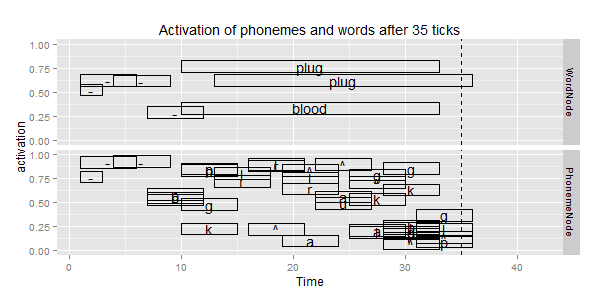 Activation of phonemes and words after 35 ticks
1.00
0.75
0.50
0.25
0.00
plug
plug
blood
-
-
-
-
WordNode
activation
1.00
0.75
0.50
0.25
0.00
-
-
-
p
g
k
l
r
r
^
^
^
l
r
a
a
g
g
k
k
a
g
l
^
p
PhonemeNode
0
10
20
30
40
Time